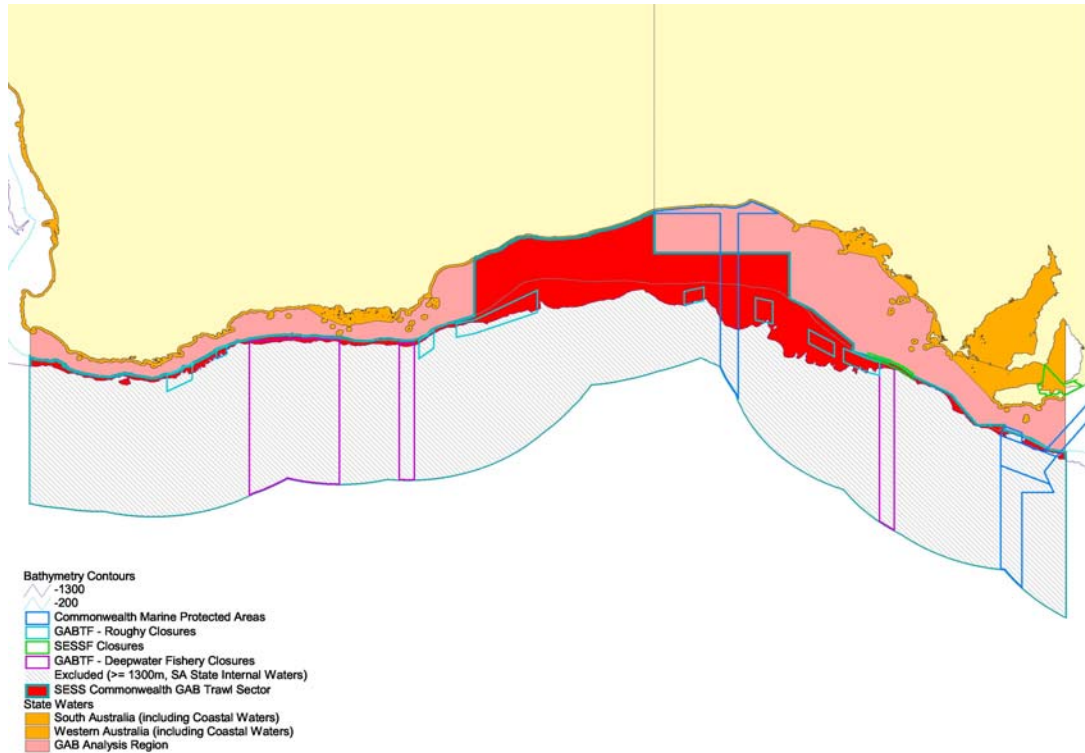 Bathymetry Contours
-1300
-200
Commonwealth Marine Protected Areas
GABTF - Roughy Closures
SESSF Closures
GABTF - Deepwater Fishery Closures
Excluded (>= 1300m, SA State Internal Waters)
SESS Commonwealth GAB Trawl Sector
State Waters
South Australia (including Coastal Waters)
Western Australia (including Coastal Waters)
GAB Analysis Region